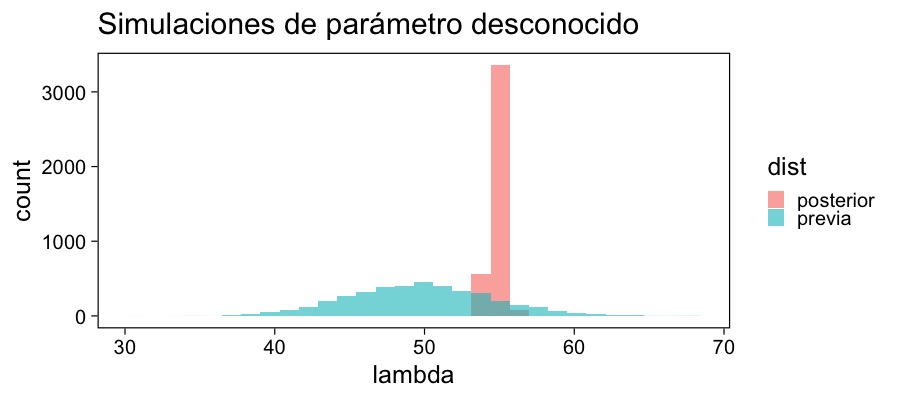 Simulaciones de parámetro desconocido
count
3000
2000
1000
0
30 40 50 60 70
lambda
dist
posterior
previa